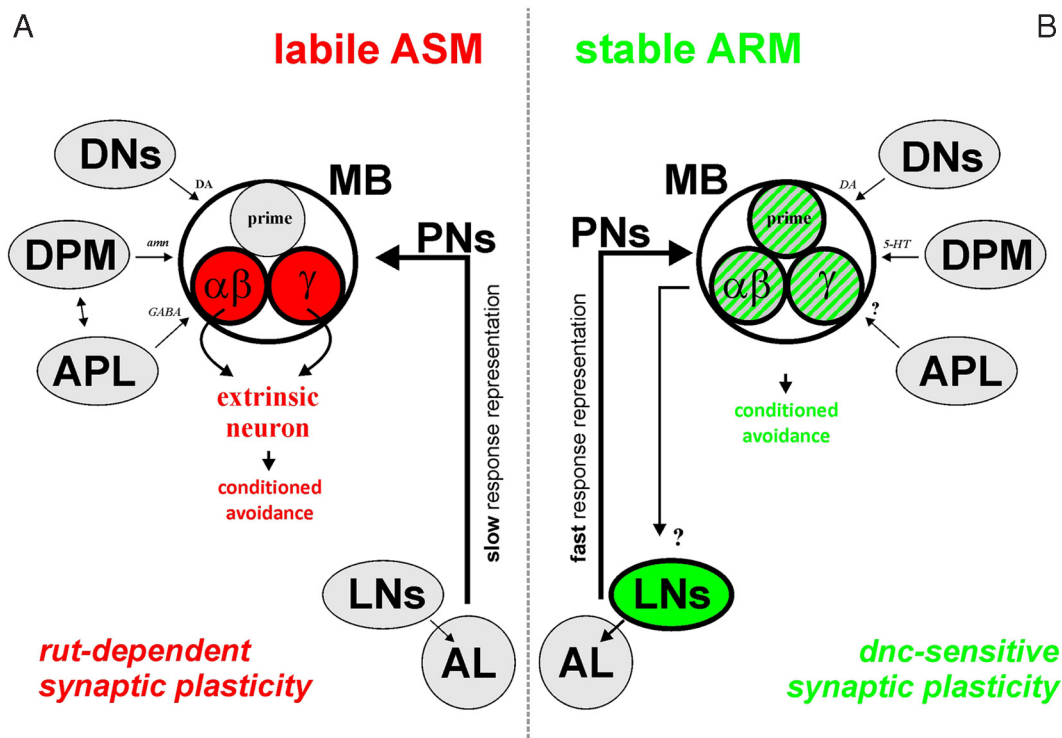 A
labile ASM
DNs
DA
MB
prime
DPM
amn
αβ
γ
PNs
GABA
APL
extrinsic
neuron
conditioned
avoidance
slow response representation
LNs
AL
rut-dependent
synaptic plasticity
B
stable ARM
DNs
DA
MB
prime
PNs
5-HT
DPM
αβ
γ
?
APL
conditioned
avoidance
fast response representation
?
LNs
AL
dnc-sensitive
synaptic plasticity